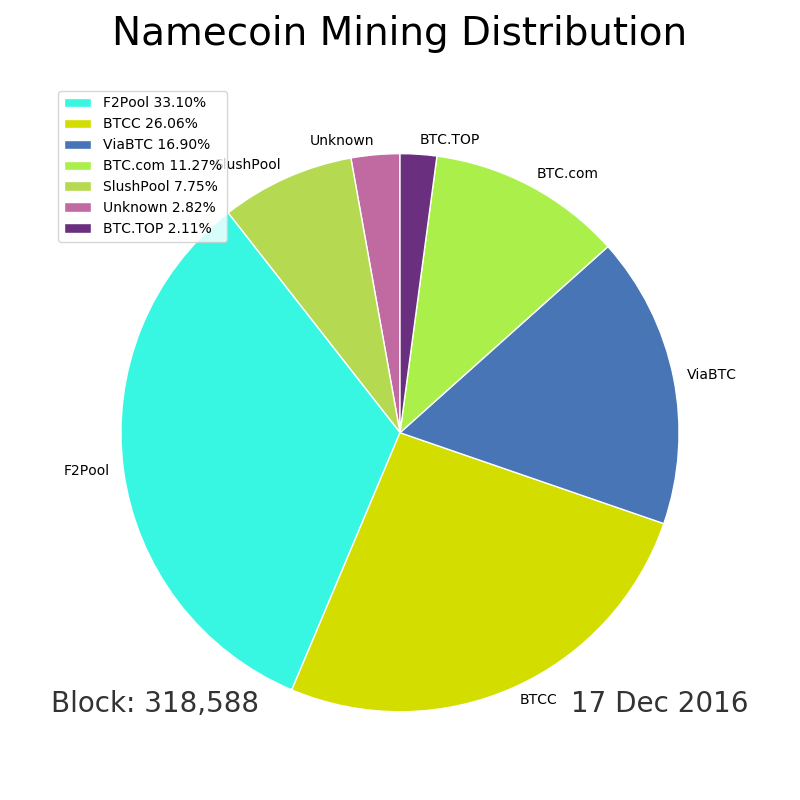 Namecoin Mining Distribution
F2Pool 33.10%
BTCC 26.06%
ViaBTC 16.90%
BTC.com 11.27%
SlushPool 7.75%
Unknown 2.82%
BTC.TOP 2.11%
Unknown
BTC.TOP
SlushPool
BTC.com
ViaBTC
F2Pool
BTCC
Block: 318,588
17 Dec 2016